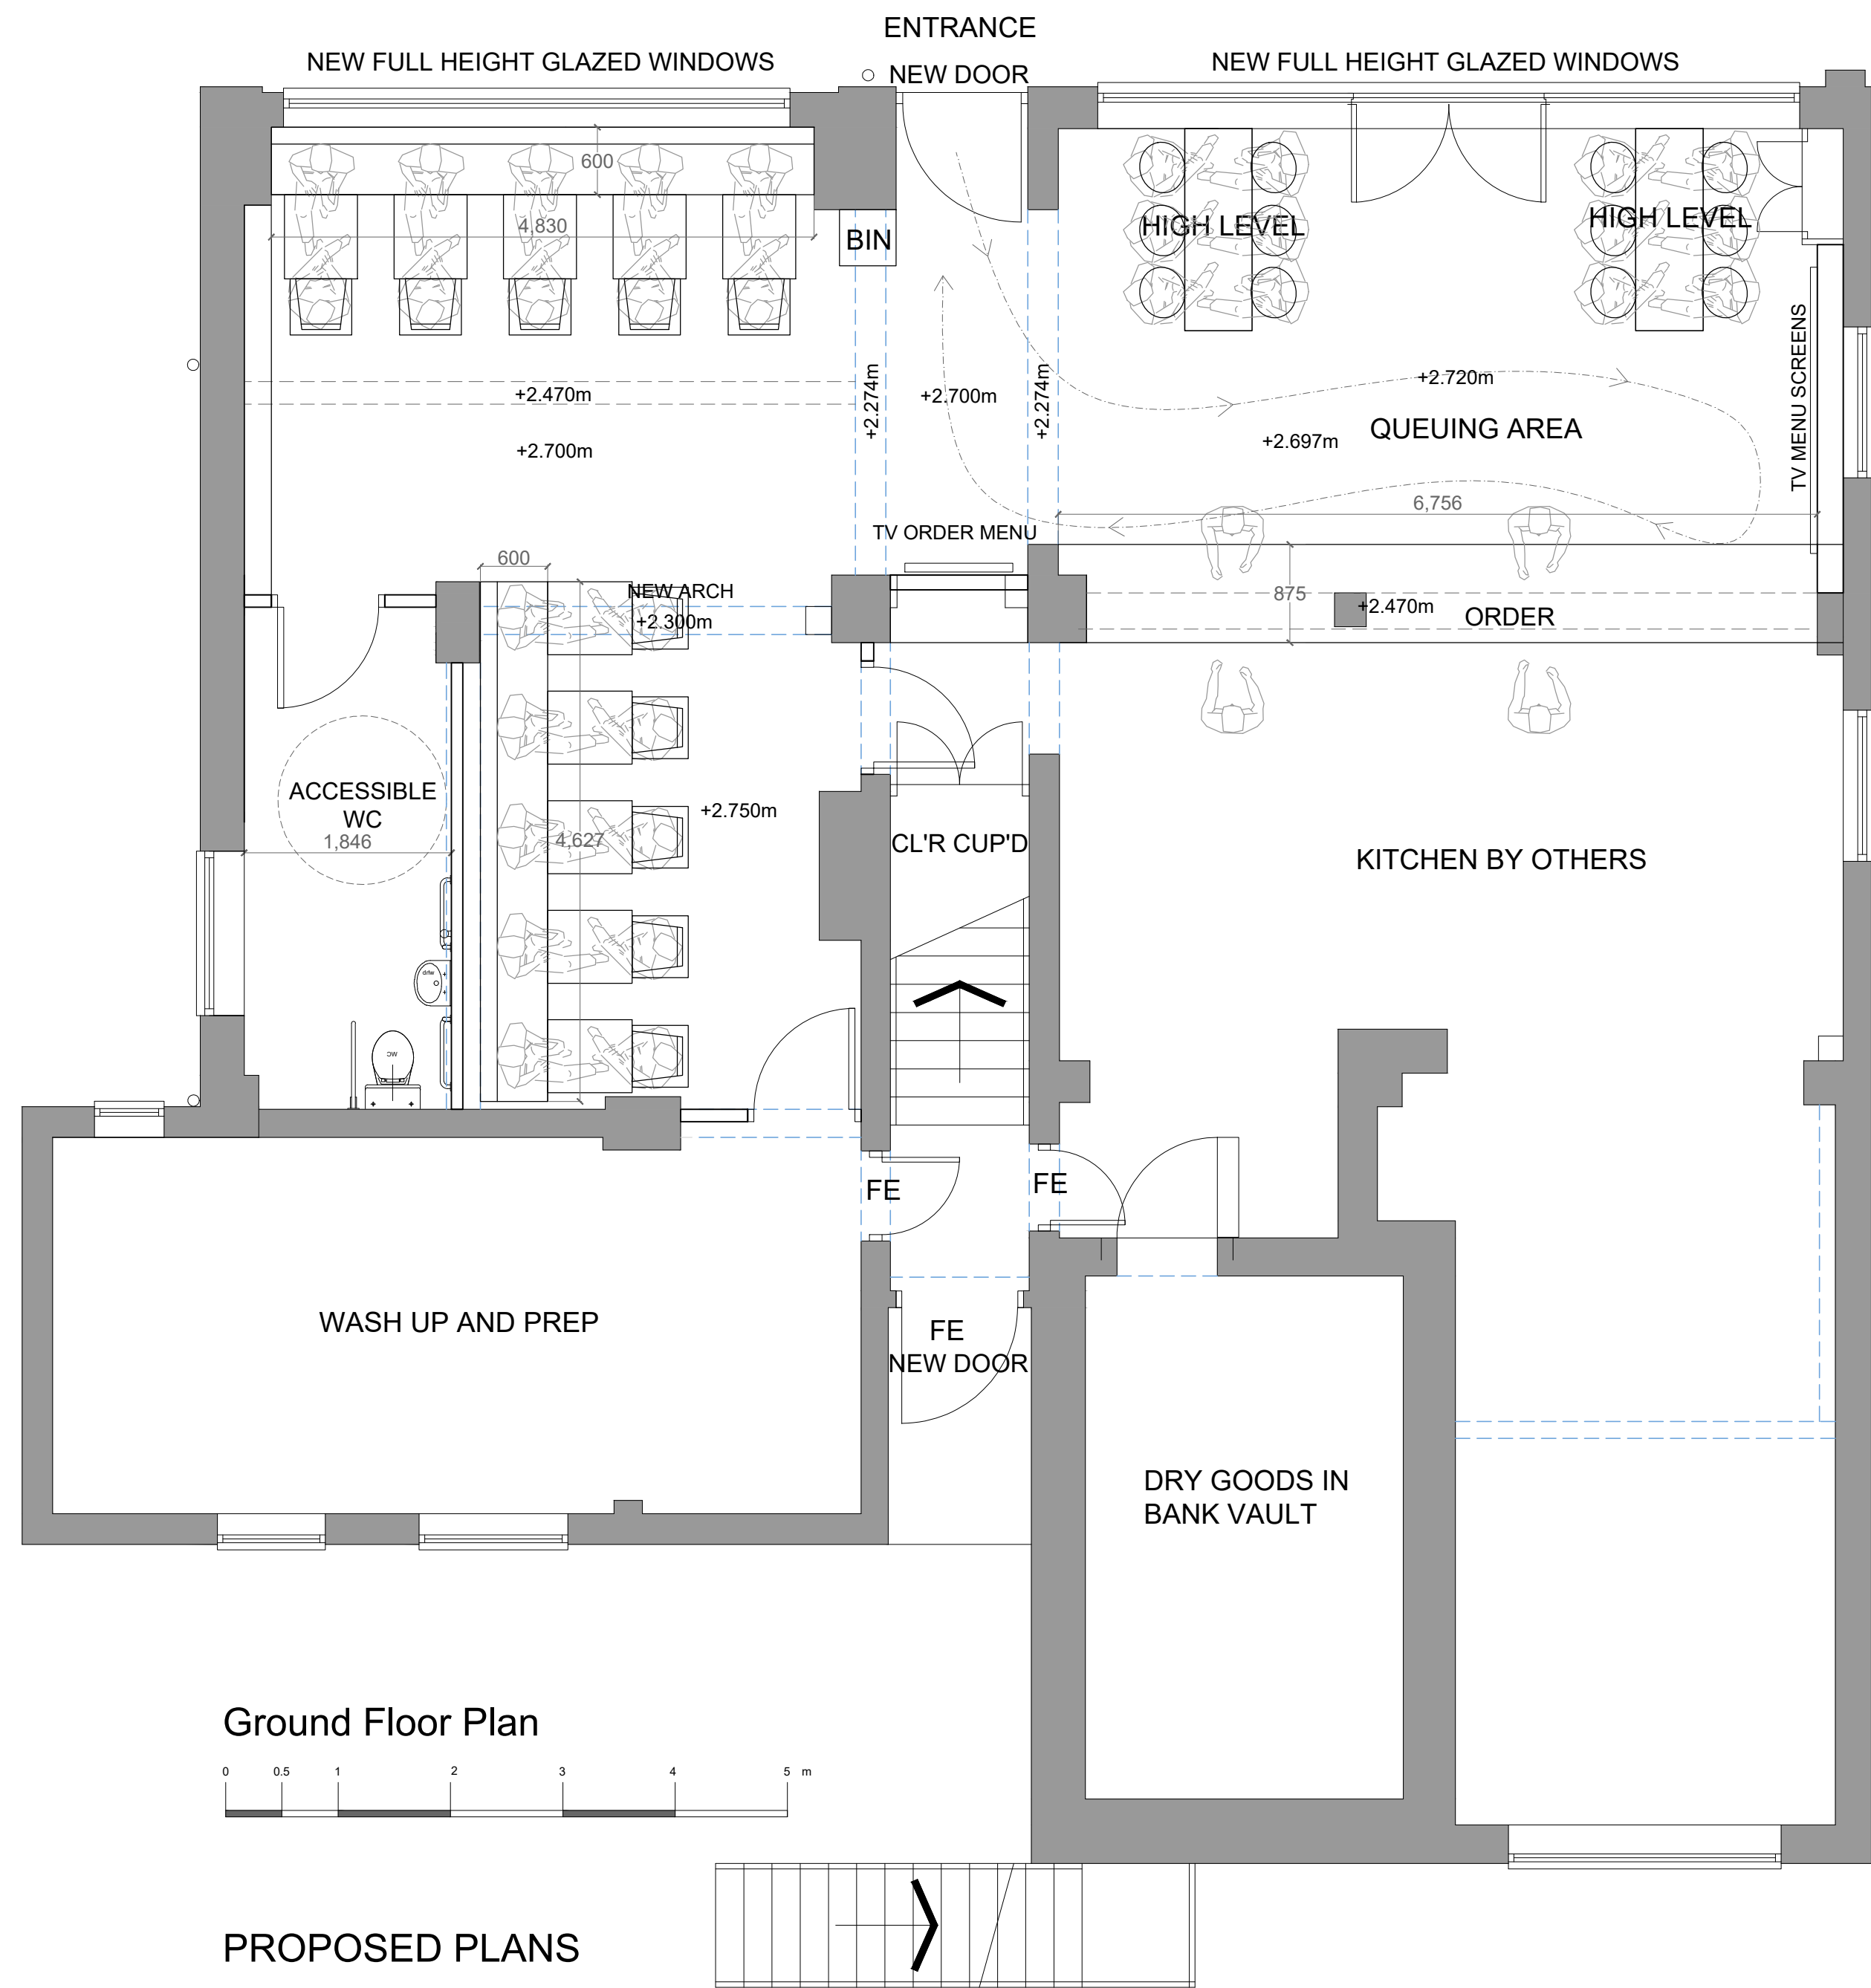 ENTRANCE
NEW FULL HEIGHT GLAZED WINDOWS
NEW DOOR
NEW FULL HEIGHT GLAZED WINDOWS
600
4,830
BIN
HIGH LEVEL
HIGH LEVEL
+2.470m
+2.700m
+2.274m
+2.700m
+2.274m
+2.720m
+2.697m
QUEUING AREA
TV MENU SCREENS
6,756
TV ORDER MENU
600
NEW ARCH
+2.300m
875
+2.470m
ORDER
ACCESSIBLE
WC
1,846
4,627
+2.750m
CL'R CUP'D
KITCHEN BY OTHERS
FE
FE
WASH UP AND PREP
FE
NEW DOOR
DRY GOODS IN
BANK VAULT
Ground Floor Plan
0 0.5 1 2 3 4 5 m
PROPOSED PLANS